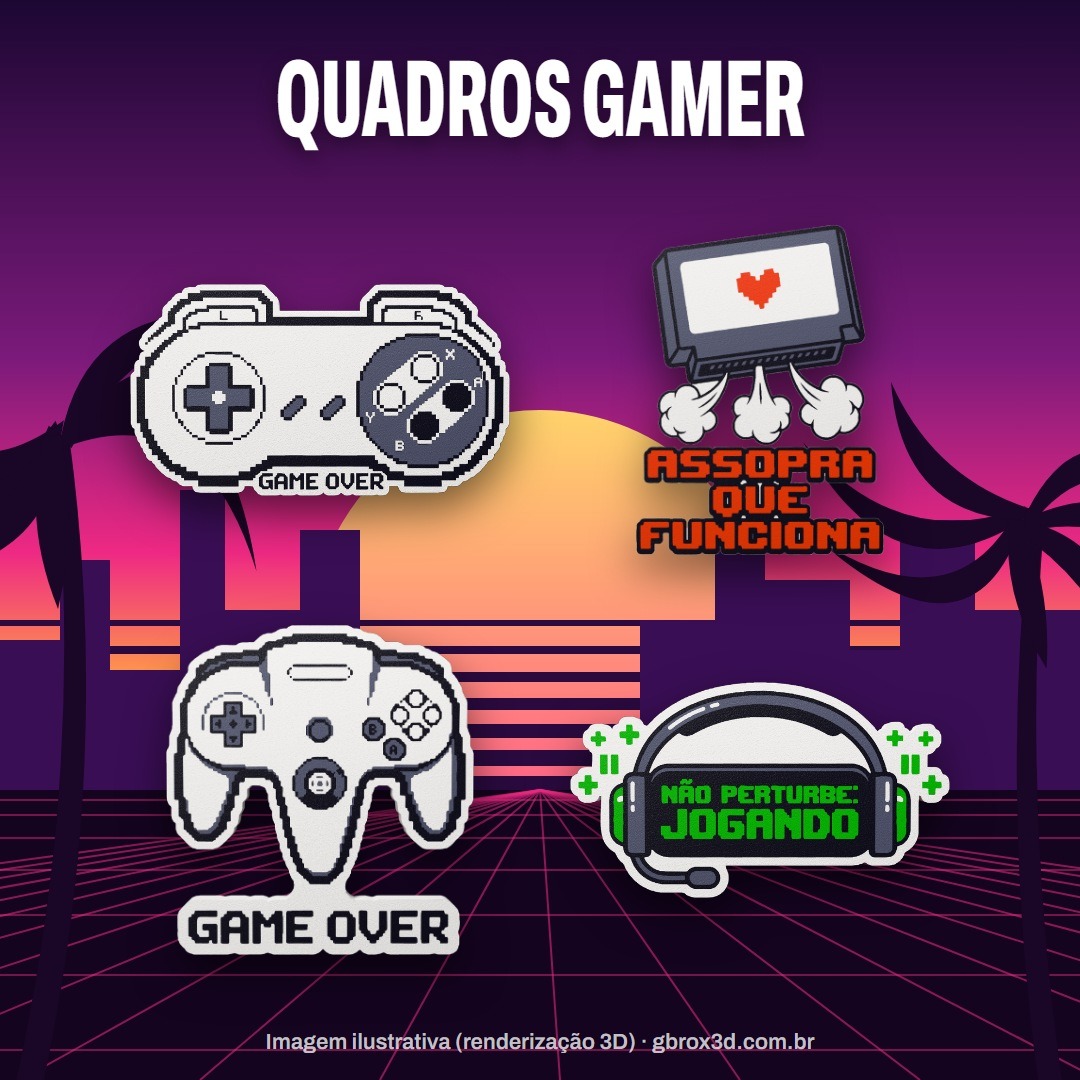 QUADROS GAMER
L
R
X
A
Y
B
GAME OVER
ASSOPRA
QUE
FUNCIONA
B
A
GAME OVER
NÃO PERTURBE:
JOGANDO
Imagem ilustrativa (renderização 3D) · gbrox3d.com.br